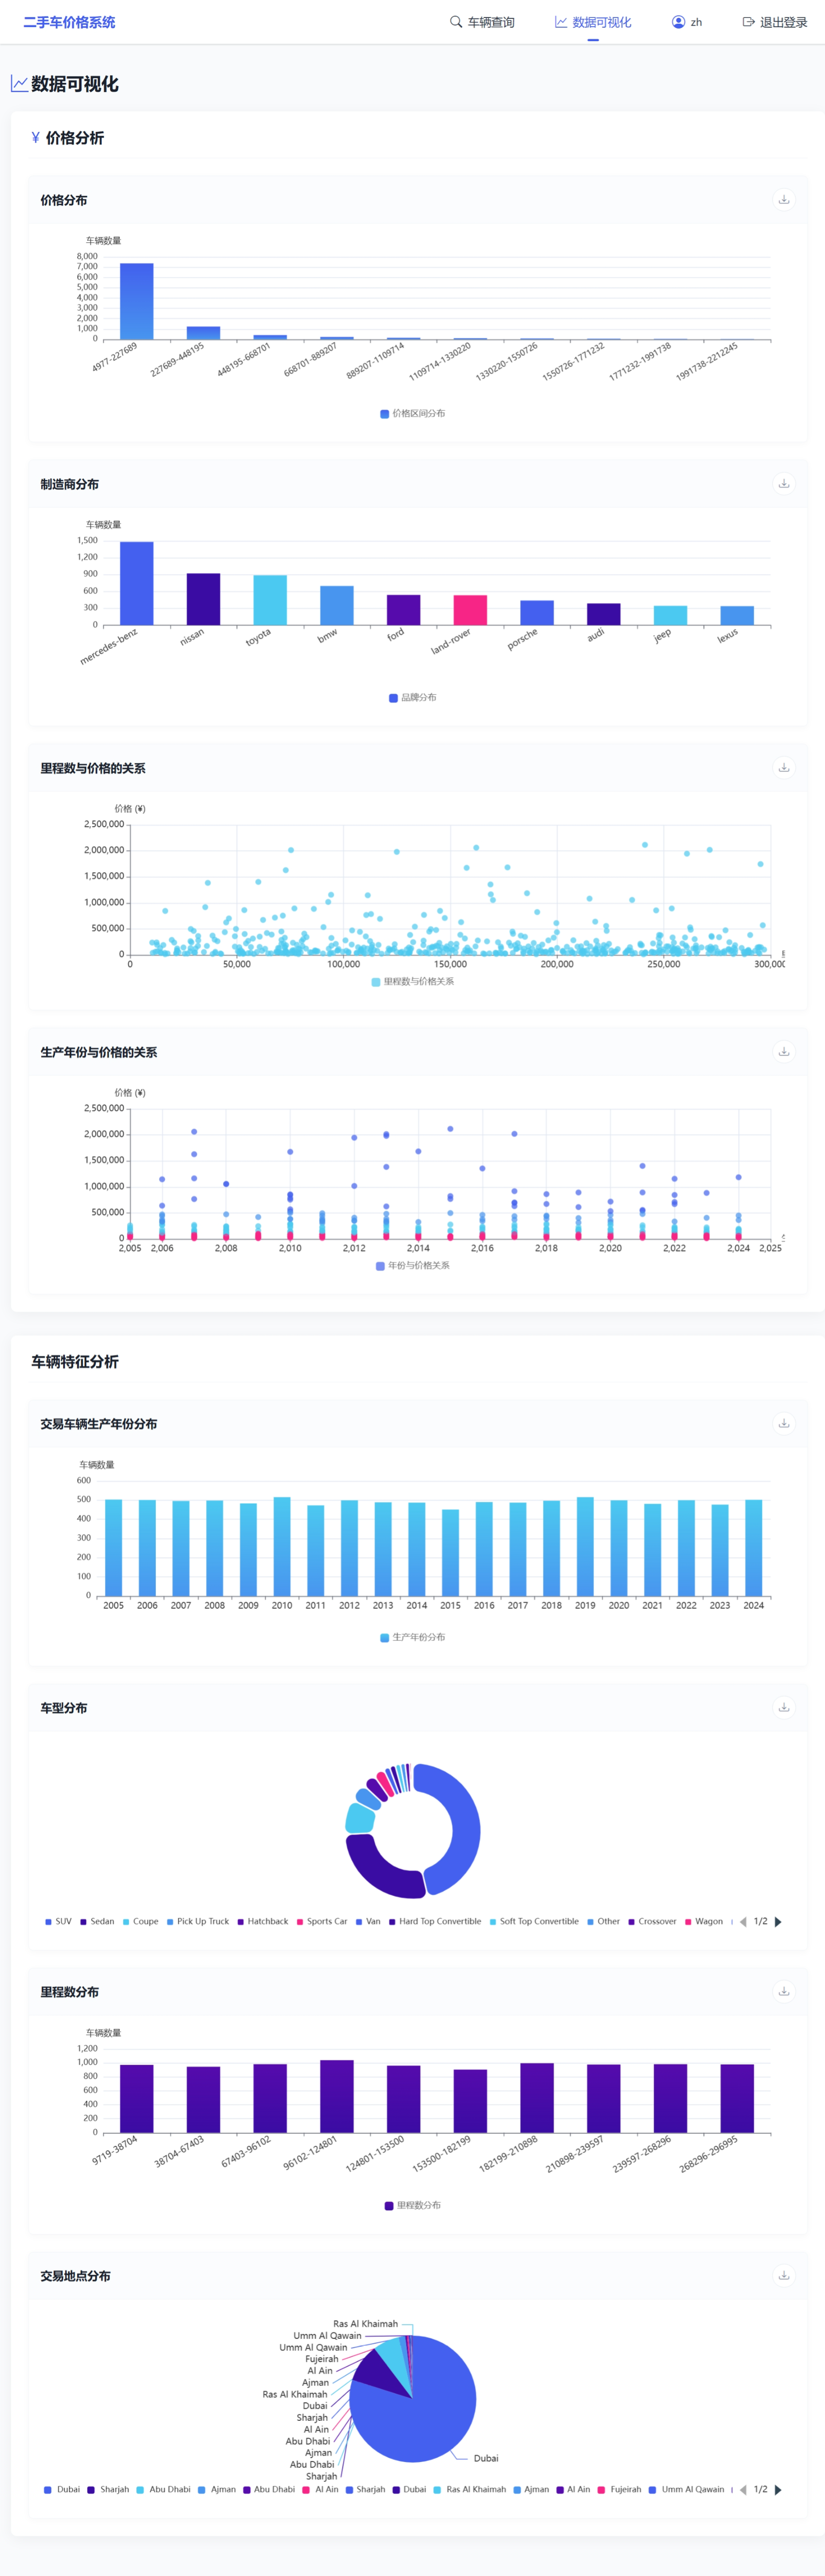 二手车价格系统
车辆查询
数据可视化
zh
退出登录
数据可视化
¥ 价格分析
价格分布
车辆数量
8,000
7,000
6,000
5,000
4,000
3,000
2,000
1,000
0
4977-227689
227689-448195
448195-668701
668701-889207
889207-1109714
1109714-1330220
1330220-1550726
1550726-1771232
1771232-1991738
1991738-2212245
价格区间分布
制造商分布
车辆数量
1,500
1,200
900
600
300
0
mercedes-benz
nissan
toyota
bmw
ford
land-rover
porsche
audi
jeep
lexus
品牌分布
里程数与价格的关系
价格 (¥)
2,500,000
2,000,000
1,500,000
1,000,000
500,000
0
0
50,000
100,000
150,000
200,000
250,000
300,000
里程数与价格关系
生产年份与价格的关系
价格 (¥)
2,500,000
2,000,000
1,500,000
1,000,000
500,000
0
2,005
2,006
2,008
2,010
2,012
2,014
2,016
2,018
2,020
2,022
2,024
2,025
年份与价格关系
车辆特征分析
交易车辆生产年份分布
车辆数量
600
500
400
300
200
100
0
2005
2006
2007
2008
2009
2010
2011
2012
2013
2014
2015
2016
2017
2018
2019
2020
2021
2022
2023
2024
生产年份分布
车型分布
SUV
Sedan
Coupe
Pick Up Truck
Hatchback
Sports Car
Van
Hard Top Convertible
Soft Top Convertible
Other
Crossover
Wagon
1/2
里程数分布
车辆数量
1,200
1,000
800
600
400
200
0
9719-38704
38704-67403
67403-96102
96102-124801
124801-153500
153500-182199
182199-210898
210898-239597
239597-268296
268296-296995
里程数分布
交易地点分布
Ras Al Khaimah
Umm Al Qawain
Umm Al Qawain
Fujeirah
Al Ain
Ajman
Ras Al Khaimah
Dubai
Sharjah
Al Ain
Abu Dhabi
Ajman
Abu Dhabi
Sharjah
Dubai
Dubai
Sharjah
Abu Dhabi
Ajman
Abu Dhabi
Al Ain
Sharjah
Dubai
Ras Al Khaimah
Ajman
Al Ain
Fujeirah
Umm Al Qawain
1/2